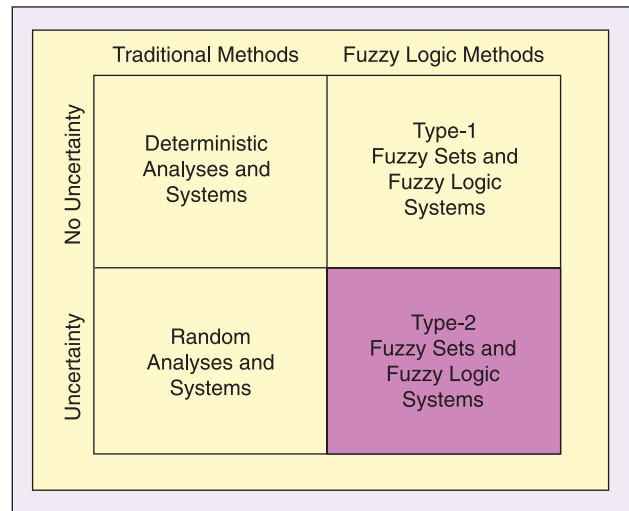 Traditional Methods
Fuzzy Logic Methods
No Uncertainty
Deterministic
Analyses and
Systems
Type-1
Fuzzy Sets and
Fuzzy Logic
Systems
Uncertainty
Random
Analyses and
Systems
Type-2
Fuzzy Sets and
Fuzzy Logic
Systems